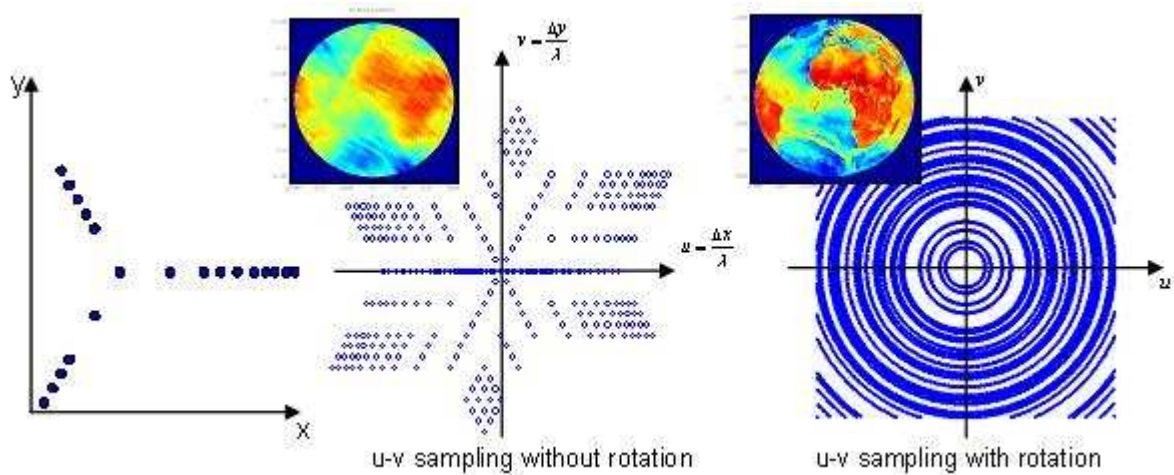 y
x
v = Δy/λ
u = Δx/λ
u-v sampling without rotation
v
u
u-v sampling with rotation